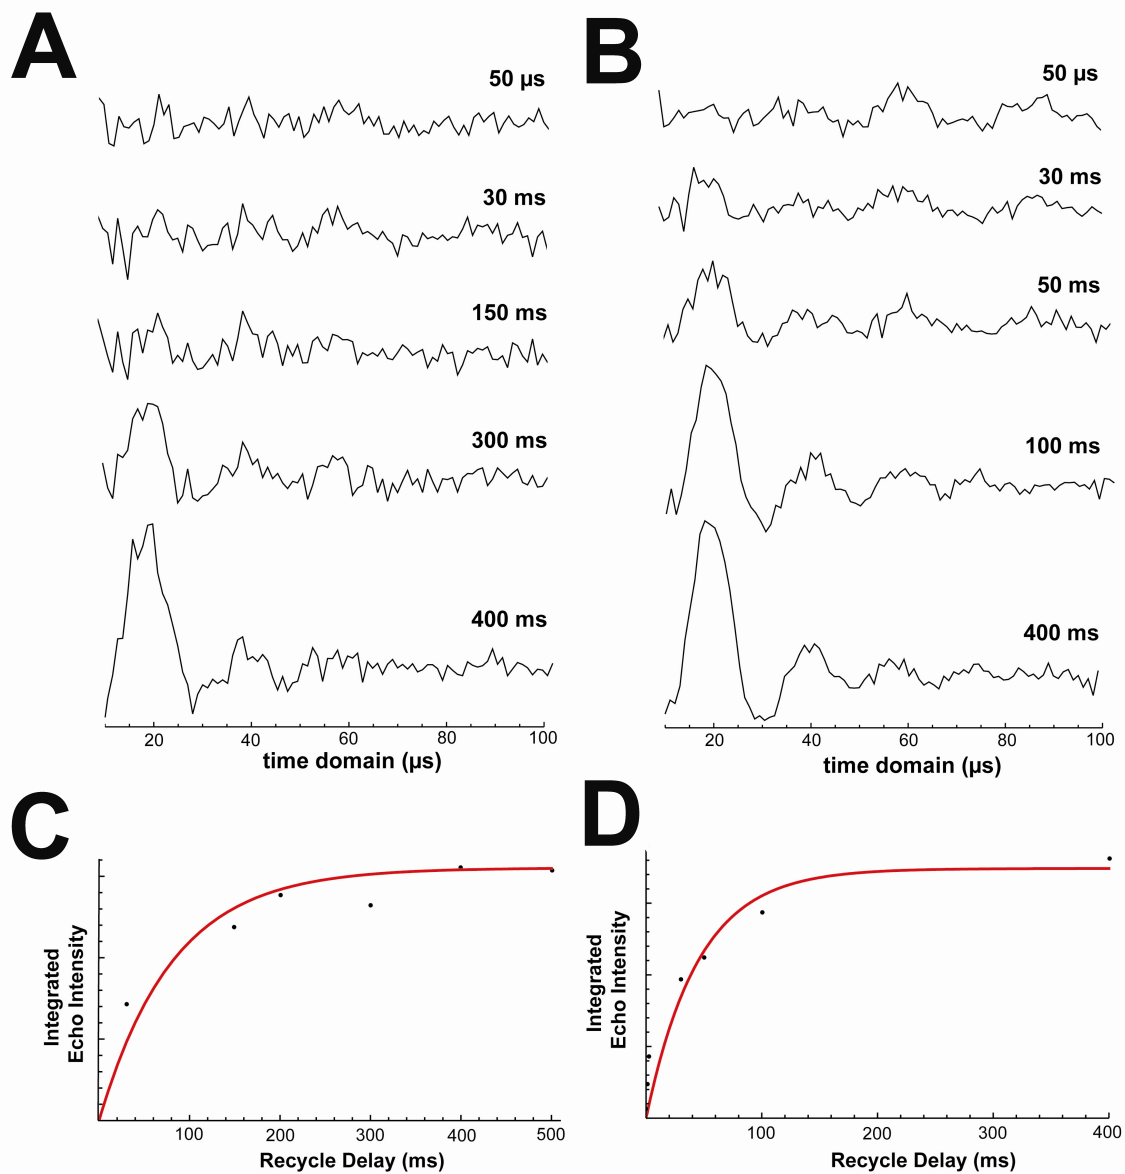 A
50 µs
30 ms
150 ms
300 ms
400 ms
20 40 60 80 100
time domain (µs)
B
50 µs
30 ms
50 ms
100 ms
400 ms
20 40 60 80 100
time domain (µs)
C
Integrated
Echo Intensity
100 200 300 400 500
Recycle Delay (ms)
D
Integrated
Echo Intensity
100 200 300 400
Recycle Delay (ms)